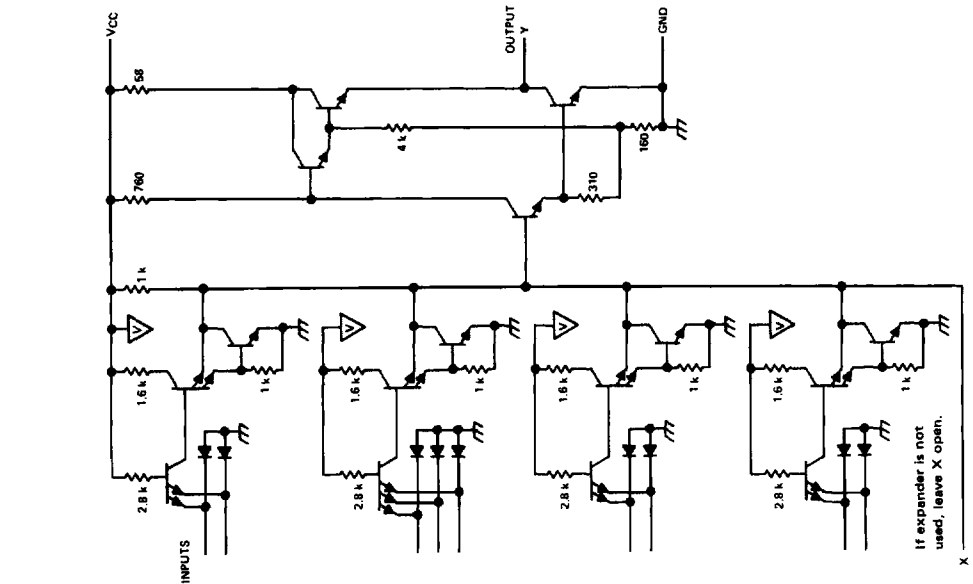 VCC
OUTPUT
Y
GND
58
4 k
160
760
310
1 k
V
V
V
V
1.6 k
1 k
1.6 k
1 k
1.6 k
1 k
1.6 k
1 k
2.8 k
2.8 k
2.8 k
2.8 k
INPUTS
If expander is not
used, leave X open.
X